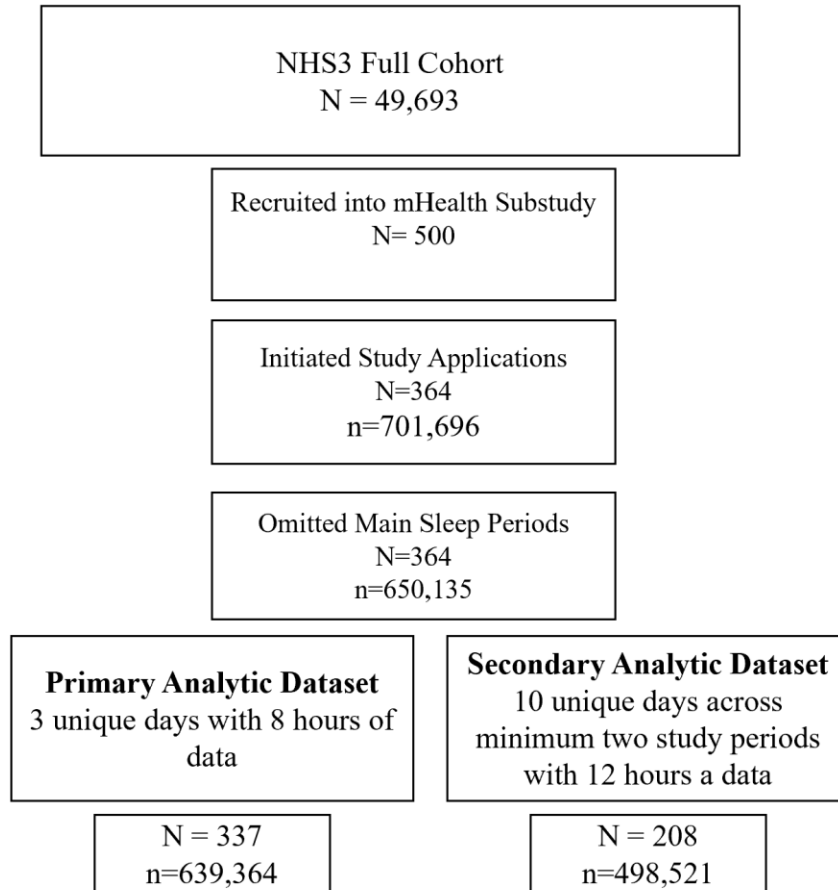 NHS3 Full Cohort
N = 49,693
Recruited into mHealth Substudy
N= 500
Initiated Study Applications
N=364
n=701,696
Omitted Main Sleep Periods
N=364
n=650,135
Primary Analytic Dataset
3 unique days with 8 hours of
data
Secondary Analytic Dataset
10 unique days across
minimum two study periods
with 12 hours a data
N = 337
n=639,364
N = 208
n=498,521